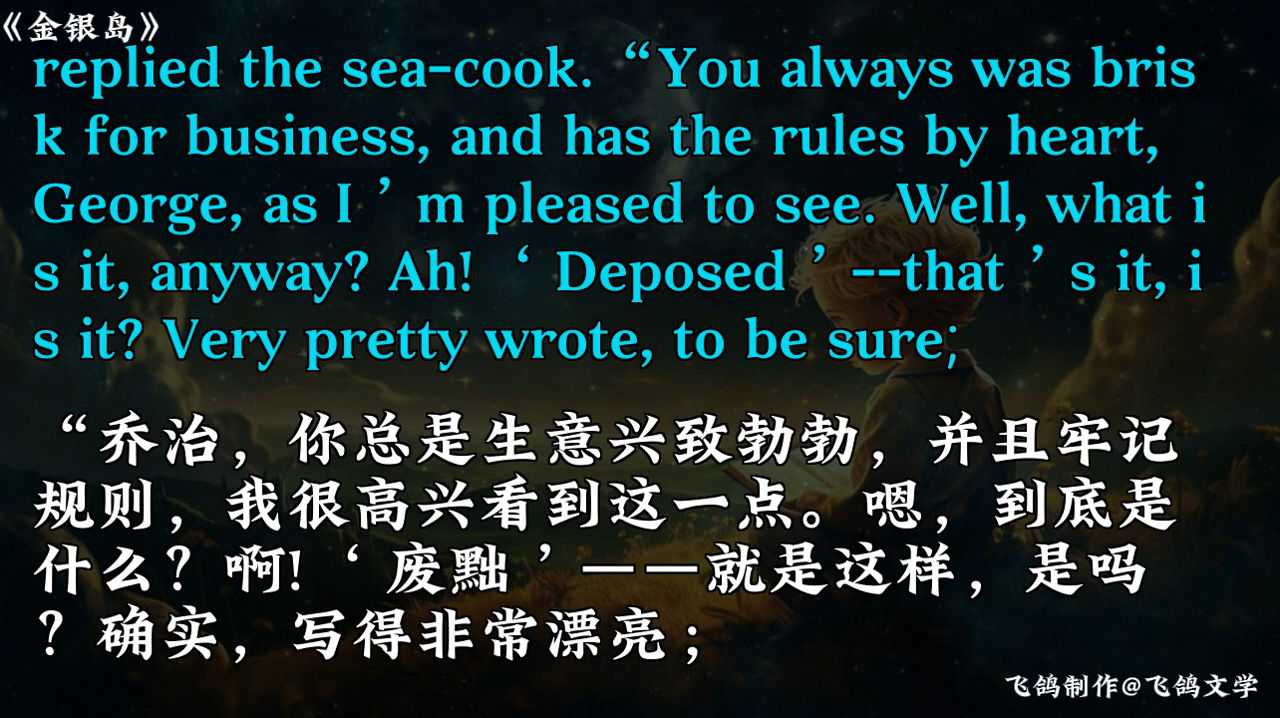 《金银岛》
replied the sea-cook. “You always was bris
k for business, and has the rules by heart,
George, as I ’ m pleased to see. Well, what i
s it, anyway? Ah! ‘ Deposed ’ --that ’ s it, i
s it? Very pretty wrote, to be sure;
“乔治，你总是生意兴致勃勃，并且牢记
规则，我很高兴看到这一点。嗯，到底是
什么？啊！‘ 废黜 ’——就是这样，是吗
？确实，写得非常漂亮；
飞鸽制作@飞鸽文学